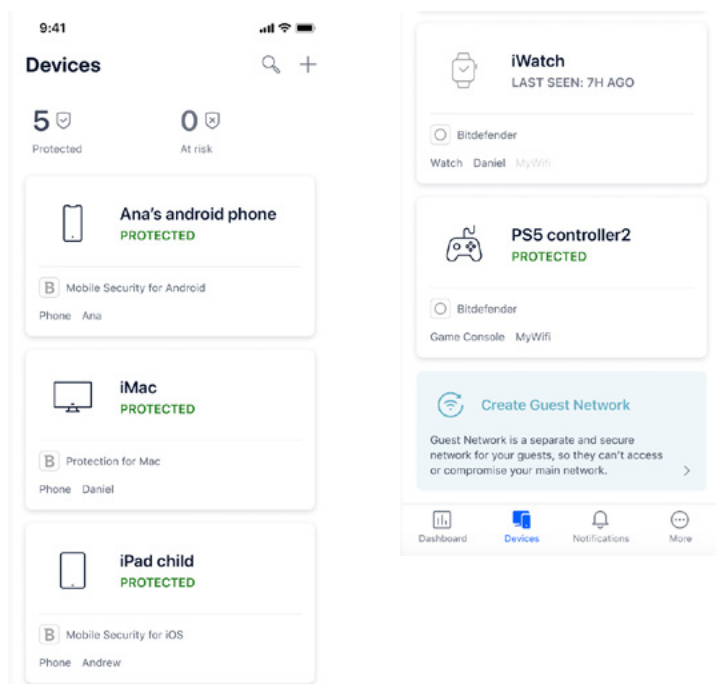 9:41
Devices
5
Protected
0
At risk
Ana's android phone
PROTECTED
B Mobile Security for Android
Phone Ana
iMac
PROTECTED
B Protection for Mac
Phone Daniel
iPad child
PROTECTED
B Mobile Security for iOS
Phone Andrew
iWatch
LAST SEEN: 7H AGO
Bitdefender
Watch Daniel MyWifi
PS5 controller2
PROTECTED
Bitdefender
Game Console MyWifi
Create Guest Network
Guest Network is a separate and secure
network for your guests, so they can't access
or compromise your main network.
Dashboard Devices Notifications More